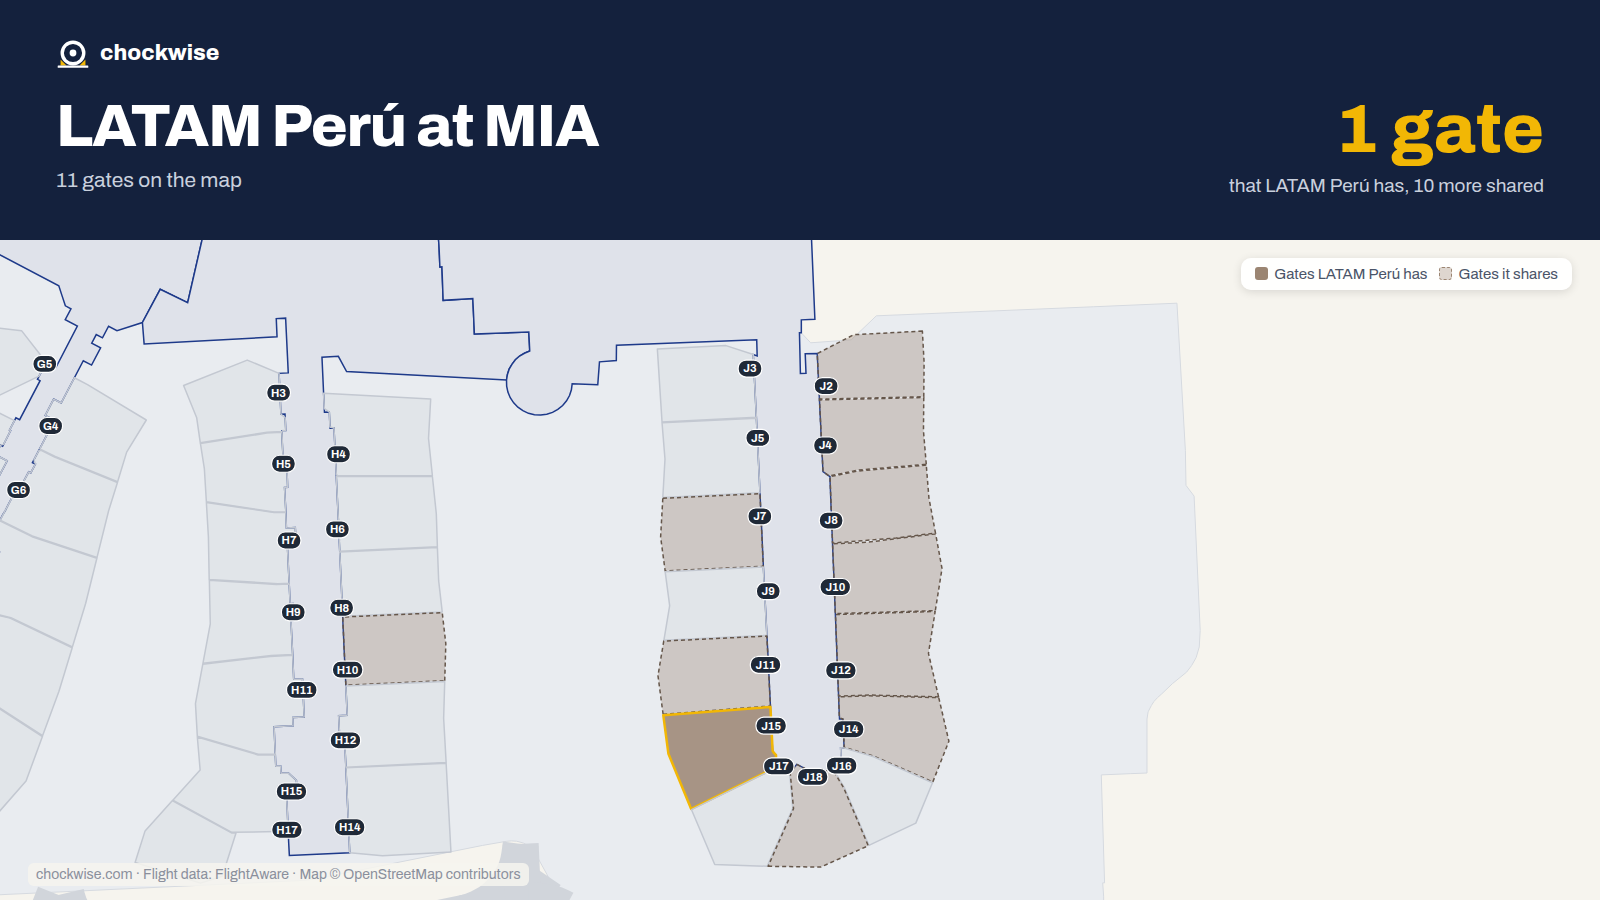 chockwise
LATAM Perú at MIA
11 gates on the map
1 gate
that LATAM Perú has, 10 more shared
Gates LATAM Perú has
Gates it shares
G5
G4
G6
H3
H5
H7
H9
H11
H15
H17
H4
H6
H8
H10
H12
H14
J3
J5
J7
J9
J11
J15
J17
J18
J16
J2
J4
J8
J10
J12
J14
chockwise.com · Flight data: FlightAware · Map © OpenStreetMap contributors